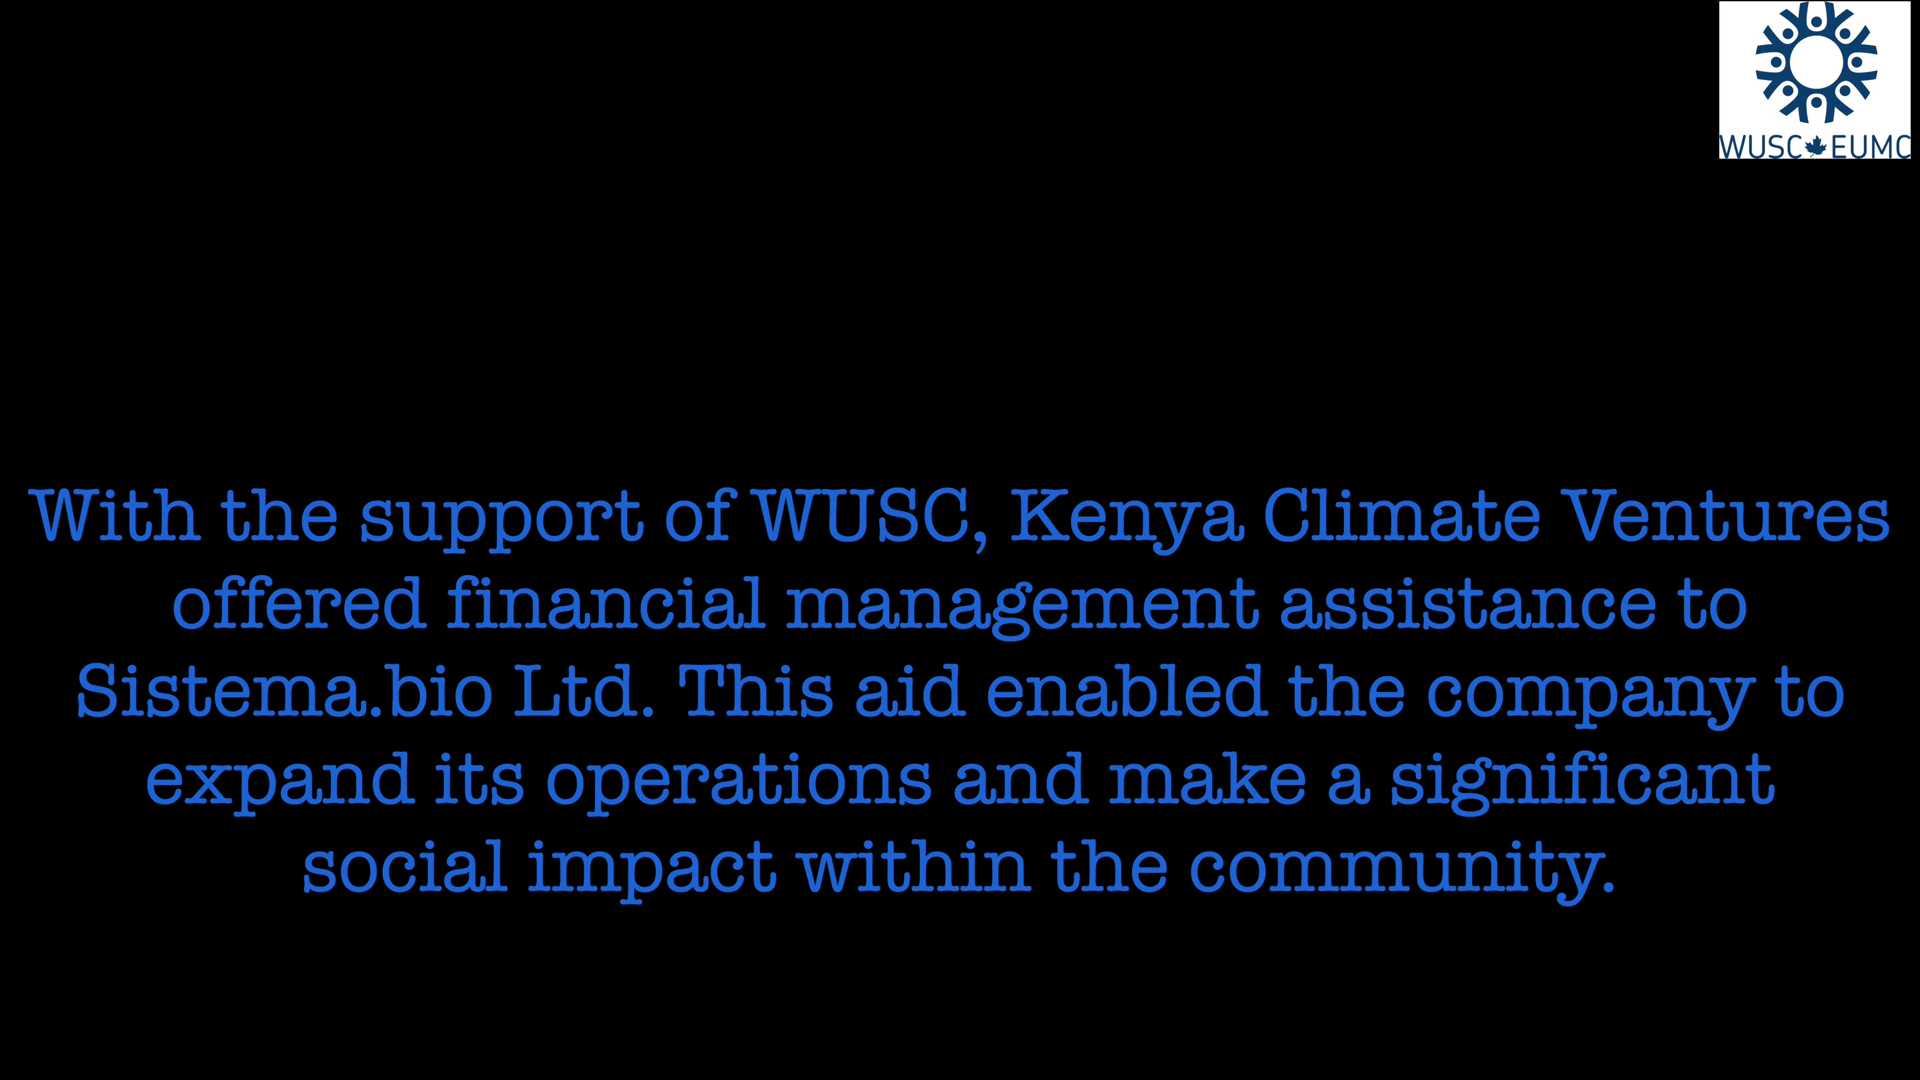 WUSC EUMC
With the support of WUSC, Kenya Climate Ventures
offered financial management assistance to
Sistema.bio Ltd. This aid enabled the company to
expand its operations and make a significant
social impact within the community.